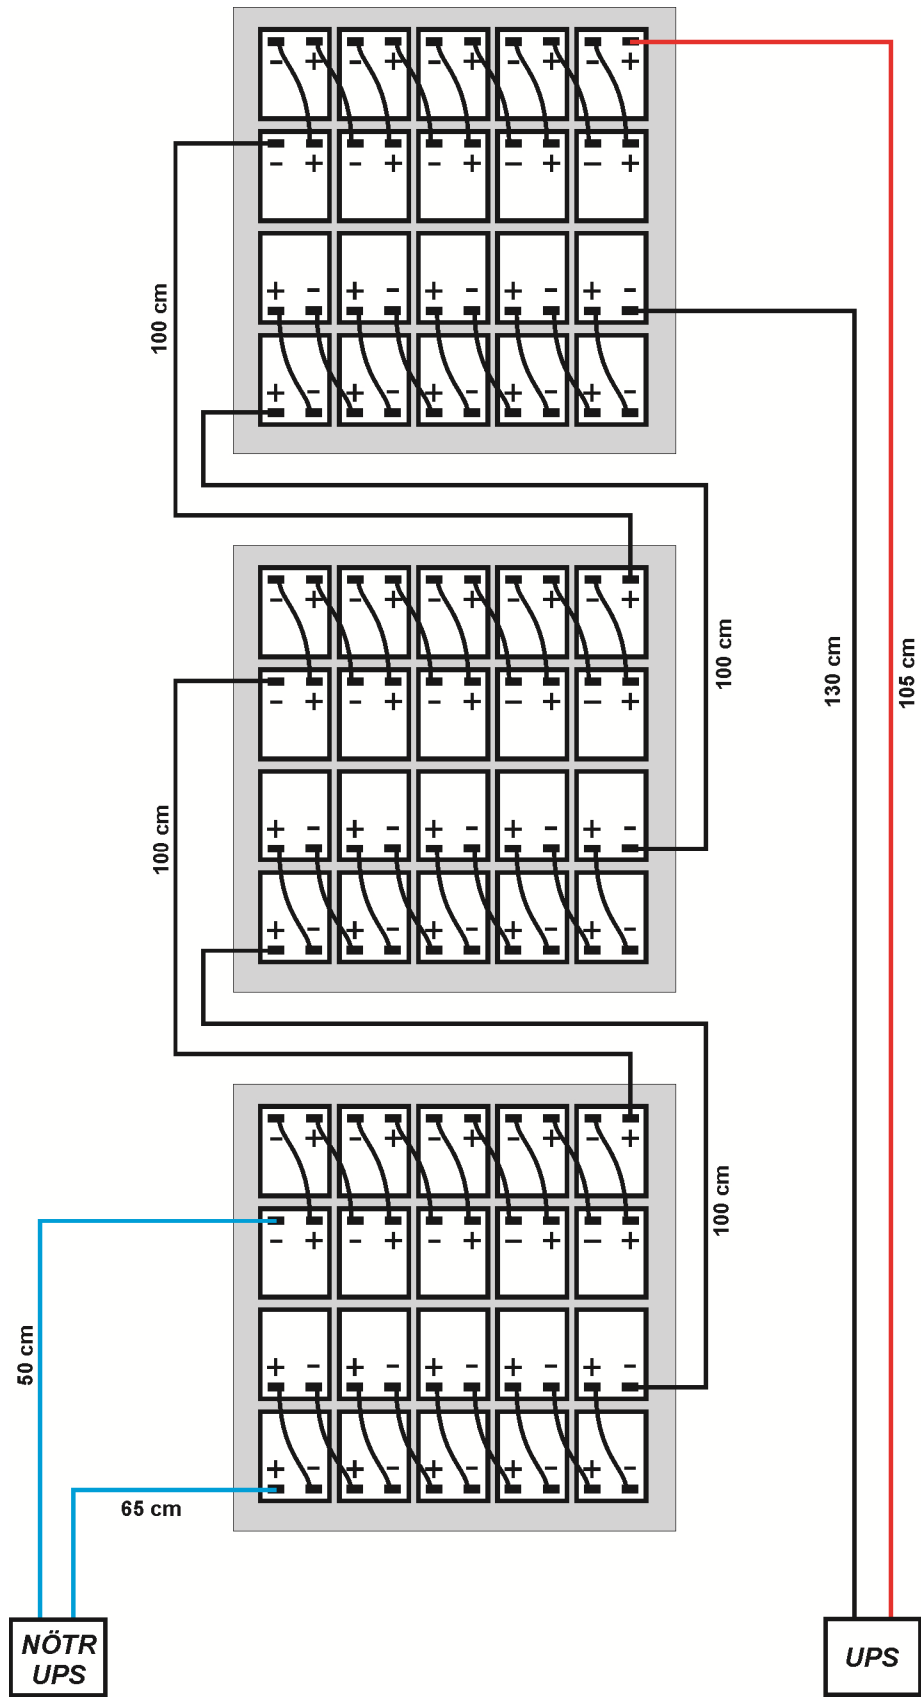 - + - + - + - + - +
- + - + - + - + - +
100 cm
+ - + - + - + - + -
+ - + - + - + - + -
- + - + - + - + - +
100 cm
130 cm
105 cm
- + - + - + - + - +
100 cm
+ - + - + - + - + -
+ - + - + - + - + -
- + - + - + - + - +
100 cm
- + - + - + - + - +
50 cm
+ - + - + - + - + -
+ - + - + - + - + -
65 cm
NÖTR
UPS
UPS